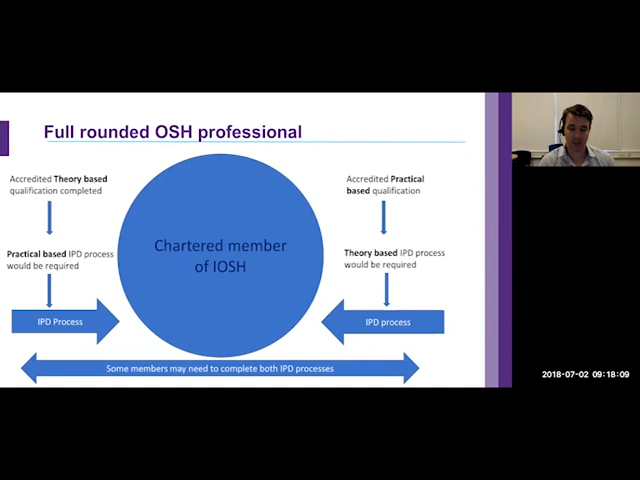 Full rounded OSH professional
Accredited Theory based
qualification completed
Practical based IPD process
would be required
IPD Process
Chartered member
of IOSH
Accredited Practical
based qualification
Theory based IPD process
would be required
IPD process
Some members may need to complete both IPD processes
2018-07-02 09:18:09